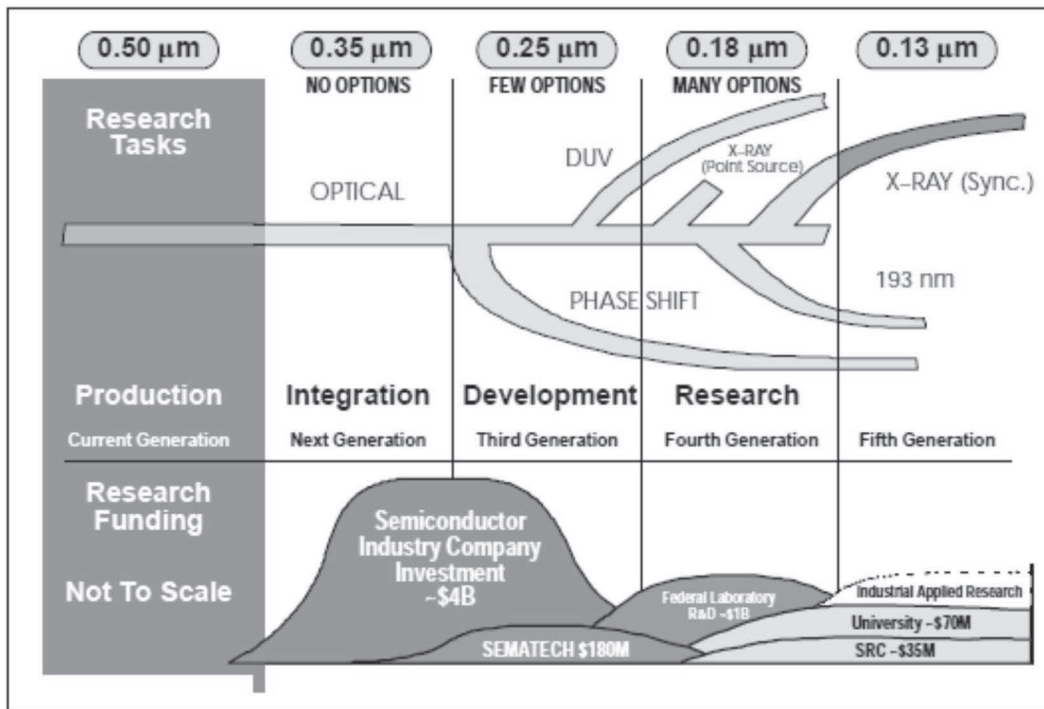 0.50 µm
0.35 µm
0.25 µm
0.18 µm
0.13 µm
NO OPTIONS
FEW OPTIONS
MANY OPTIONS
Research
Tasks
OPTICAL
DUV
X–RAY
(Point Source)
X–RAY (Sync.)
PHASE SHIFT
193 nm
Production
Integration
Development
Research
Current Generation
Next Generation
Third Generation
Fourth Generation
Fifth Generation
Research
Funding
Not To Scale
Semiconductor
Industry Company
Investment
~$4B
SEMATECH $180M
Federal Laboratory
R&D ~$1B
Industrial Applied Research
University ~$70M
SRC ~$35M